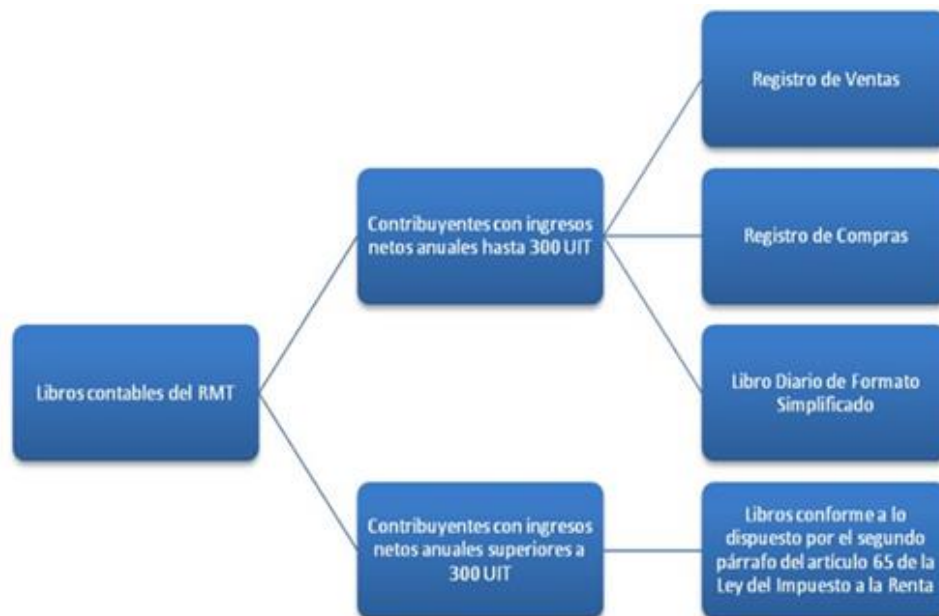 Libros contables del RMT
Contribuyentes con ingresos
netos anuales hasta 300 UIT
Registro de Ventas
Registro de Compras
Libro Diario de Formato
Simplificado
Contribuyentes con ingresos
netos anuales superiores a
300 UIT
Libros conforme a lo
dispuesto por el segundo
párrafo del articulo 65 de la
Ley del Impuesto a la Renta